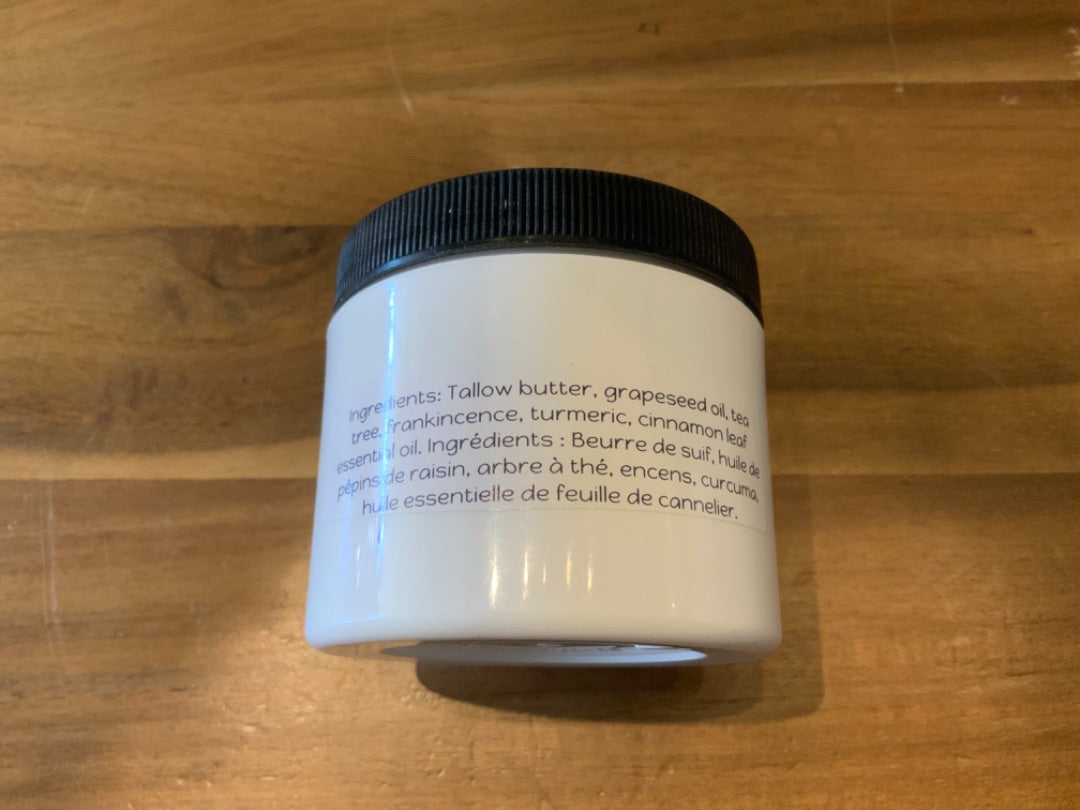 Ingredients: Tallow butter, grapeseed oil, tea
tree, frankincence, turmeric, cinnamon leaf
essential oil. Ingrédients : Beurre de suif, huile de
pépins de raisin, arbre à thé, encens, curcuma,
huile essentielle de feuille de cannelier.